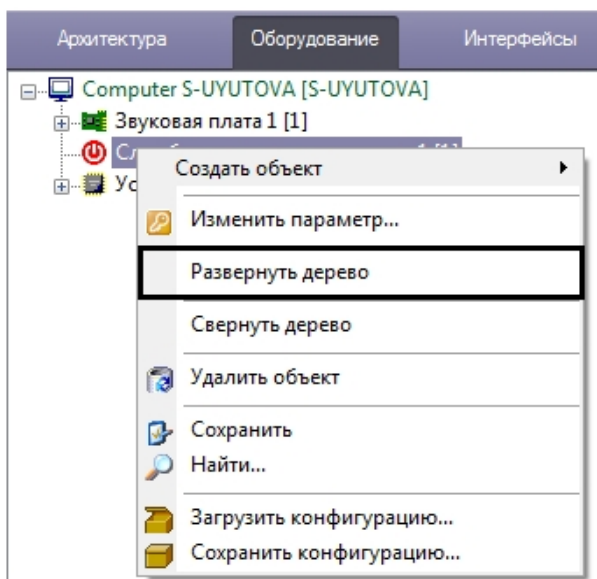 Архитектура Оборудование Интерфейсы
Computer S-UYUTOVA [S-UYUTOVA]
Звуковая плата 1 [1]
Создать объект
Изменить параметр...
Развернуть дерево
Свернуть дерево
Удалить объект
Сохранить
Найти...
Загрузить конфигурацию...
Сохранить конфигурацию...